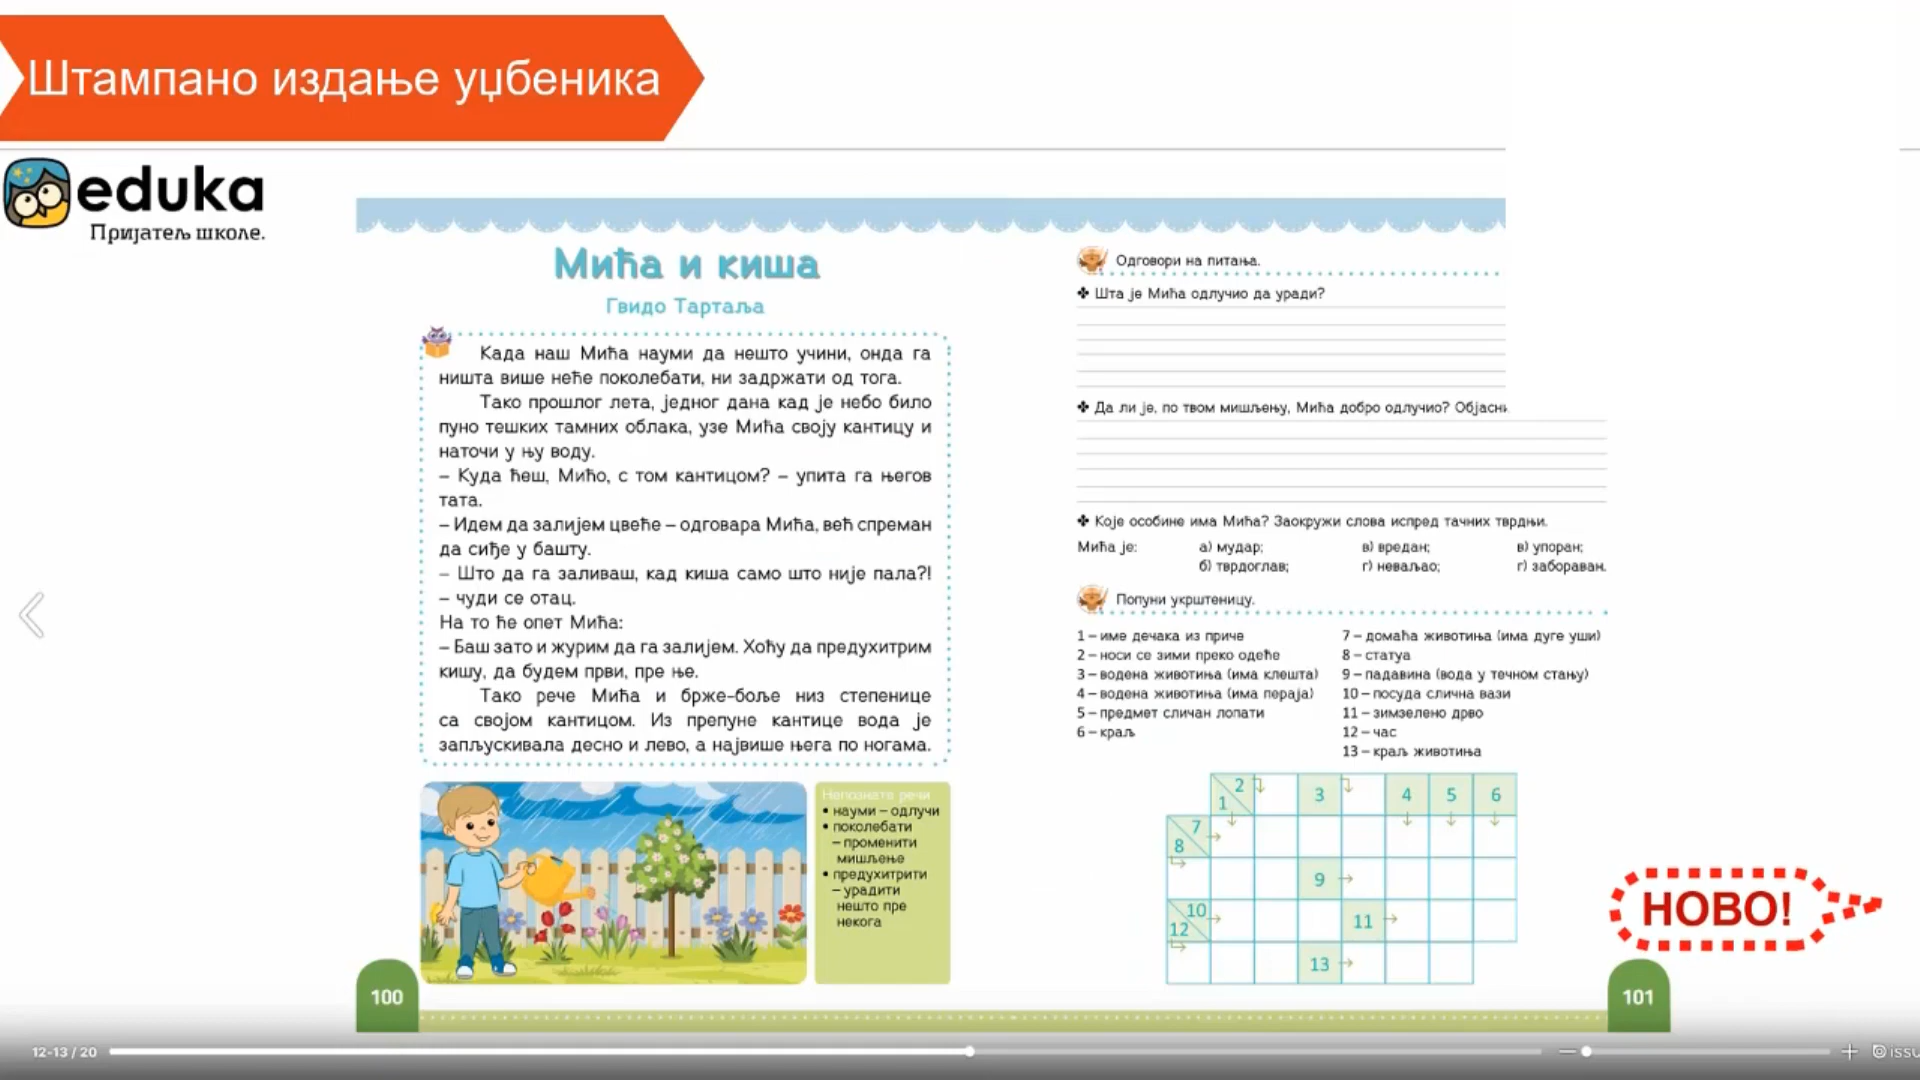 Штампано издање уџбеника
eduka
Пријатељ школе.
Мића и киша
Гвидо Тартаља
Када наш Мића науми да нешто учини, онда га
ништа више неће поколебати, ни задржати од тога.
Тако прошлог лета, једног дана кад је небо било
пуно тешких тамних облака, узе Мића своју кантицу и
наточи у њу воду.
– Куда ћеш, Мићо, с том кантицом? – упита га његов
тата.
– Идем да залијем цвеће – одговара Мића, већ спреман
да сиђе у башту.
– Што да га заливаш, кад киша само што није пала?!
– чуди се отац.
На то ће опет Мића:
– Баш зато и журим да га залијем. Хоћу да предухитрим
кишу, да будем први, пре ње.
Тако рече Мића и брже-боље низ степенице
са својом кантицом. Из препуне кантице вода је
запљускивала десно и лево, а највише њега по ногама.
Непознате речи
• науми – одлучи
• поколебати
– променити
мишљење
• предухитрити
– урадити
нешто пре
некога
100
Одговори на питања.
❖ Шта је Мића одлучио да уради?
❖ Да ли је, по твом мишљењу, Мића добро одлучио? Објасни
❖ Које особине има Мића? Заокружи слова испред тачних тврдњи.
Мића је: а) мудар; в) вредан; в) упоран;
б) тврдоглав; г) неваљао; г) забораван.
Попуни укрштеницу.
1 – име дечака из приче
2 – носи се зими преко одеће
3 – водена животиња (има клешта)
4 – водена животиња (има пераја)
5 – предмет сличан лопати
6 – краљ
7 – домаћа животиња (има дуге уши)
8 – статуа
9 – падавина (вода у течном стању)
10 – посуда слична вази
11 – зимзелено дрво
12 – час
13 – краљ животиња
2
1 3 4 5 6
7
8
9
10
12 11
13
НОВО!
101
12-13 / 20
issu